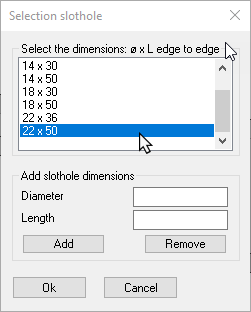 Selection slothole
Select the dimensions: ø x L edge to edge
14 x 30
14 x 50
18 x 30
18 x 50
22 x 36
22 x 50
Add slothole dimensions
Diameter
Length
Add Remove
Ok Cancel